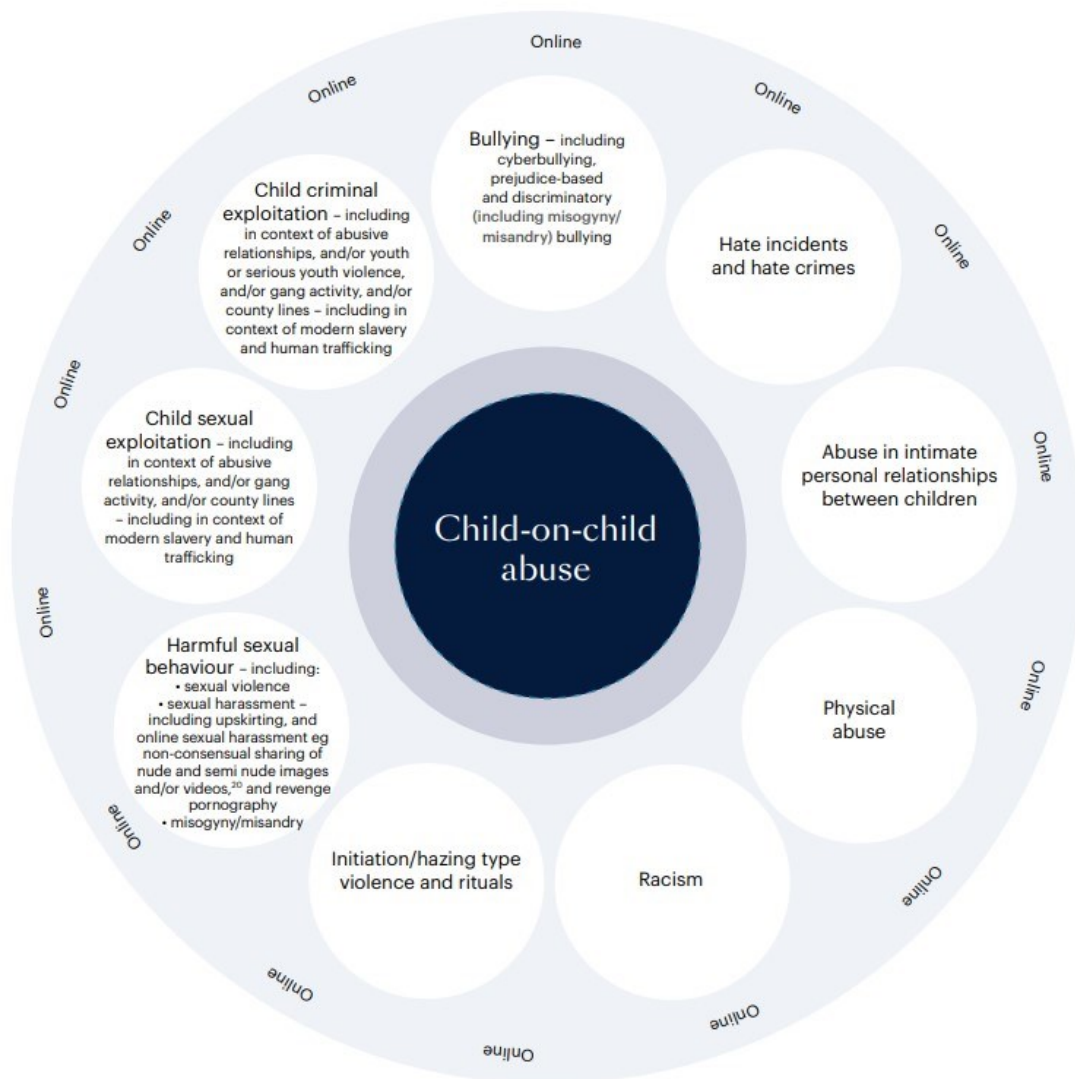 Online
Online
Online
Online
Online
Online
Online
Online
Online
Online
Online
Online
Online
Online
Bullying – including
cyberbullying,
prejudice-based
and discriminatory
(including misogyny/
misandry) bullying
Hate incidents
and hate crimes
Abuse in intimate
personal relationships
between children
Physical
abuse
Racism
Initiation/hazing type
violence and rituals
Harmful sexual
behaviour – including:
• sexual violence
• sexual harassment –
including upskirting, and
online sexual harassment eg
non-consensual sharing of
nude and semi nude images
and/or videos,²⁰ and revenge
pornography
• misogyny/misandry
Child sexual
exploitation – including
in context of abusive
relationships, and/or gang
activity, and/or county lines
– including in context of
modern slavery and human
trafficking
Child criminal
exploitation – including
in context of abusive
relationships, and/or youth
or serious youth violence,
and/or gang activity, and/or
county lines – including in
context of modern slavery
and human trafficking
Child-on-child
abuse